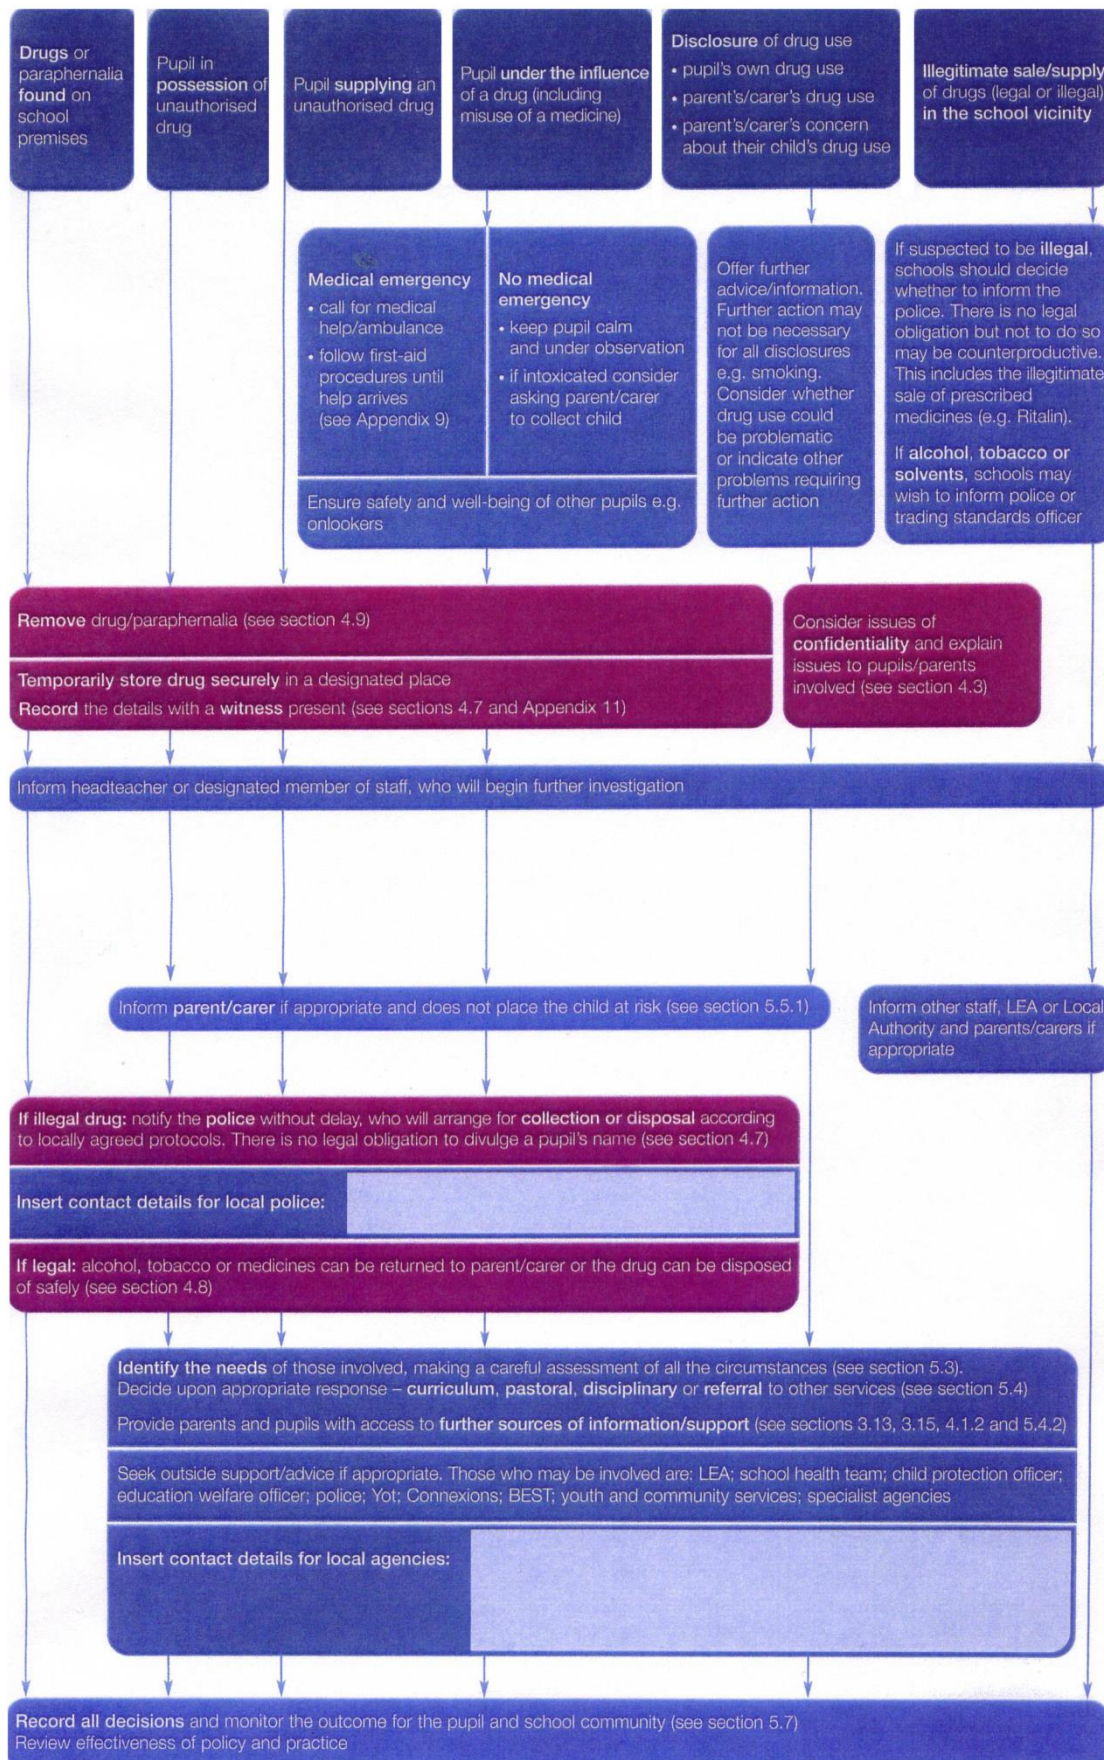 Drugs or
paraphernalia
found on
school
premises
Pupil in
possession of
unauthorised
drug
Pupil supplying an
unauthorised drug
Pupil under the influence
of a drug (including
misuse of a medicine)
Disclosure of drug use
• pupil's own drug use
• parent's/carer's drug use
• parent's/carer's concern
about their child's drug use
Illegitimate sale/supply
of drugs (legal or illegal)
in the school vicinity
Medical emergency
• call for medical
help/ambulance
• follow first-aid
procedures until
help arrives
(see Appendix 9)
No medical
emergency
• keep pupil calm
and under observation
• if intoxicated consider
asking parent/carer
to collect child
Ensure safety and well-being of other pupils e.g.
onlookers
Offer further
advice/information.
Further action may
not be necessary
for all disclosures
e.g. smoking.
Consider whether
drug use could
be problematic
or indicate other
problems requiring
further action
If suspected to be illegal,
schools should decide
whether to inform the
police. There is no legal
obligation but not to do so
may be counterproductive.
This includes the illegitimate
sale of prescribed
medicines (e.g. Ritalin).
If alcohol, tobacco or
solvents, schools may
wish to inform police or
trading standards officer
Remove drug/paraphernalia (see section 4.9)
Temporarily store drug securely in a designated place
Record the details with a witness present (see sections 4.7 and Appendix 11)
Consider issues of
confidentiality and explain
issues to pupils/parents
involved (see section 4.3)
Inform headteacher or designated member of staff, who will begin further investigation
Inform parent/carer if appropriate and does not place the child at risk (see section 5.5.1)
Inform other staff, LEA or Local
Authority and parents/carers if
appropriate
If illegal drug: notify the police without delay, who will arrange for collection or disposal according
to locally agreed protocols. There is no legal obligation to divulge a pupil's name (see section 4.7)
Insert contact details for local police:
If legal: alcohol, tobacco or medicines can be returned to parent/carer or the drug can be disposed
of safely (see section 4.8)
Identify the needs of those involved, making a careful assessment of all the circumstances (see section 5.3).
Decide upon appropriate response – curriculum, pastoral, disciplinary or referral to other services (see section 5.4)
Provide parents and pupils with access to further sources of information/support (see sections 3.13, 3.15, 4.1.2 and 5.4.2)
Seek outside support/advice if appropriate. Those who may be involved are: LEA; school health team; child protection officer;
education welfare officer; police; Yot; Connexions; BEST; youth and community services; specialist agencies
Insert contact details for local agencies:
Record all decisions and monitor the outcome for the pupil and school community (see section 5.7)
Review effectiveness of policy and practice